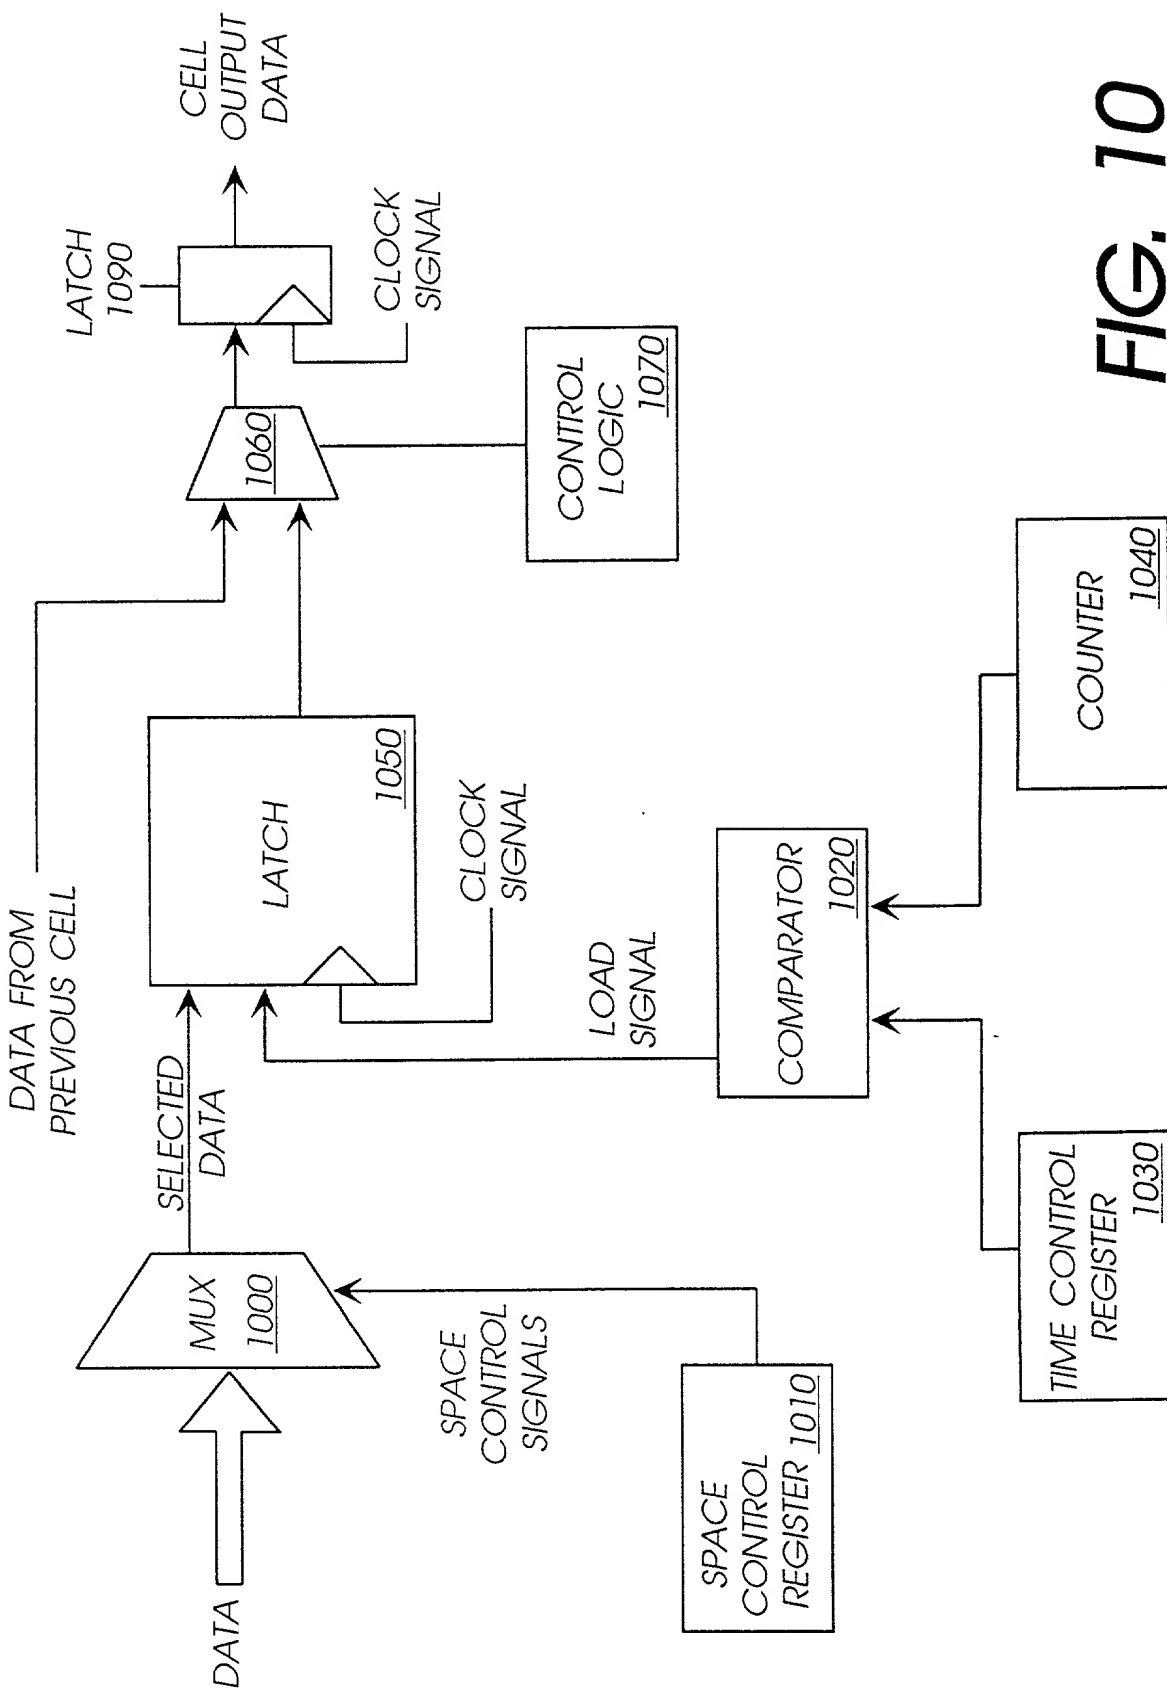 DATA
MUX
1000
SPACE
CONTROL
SIGNALS
SPACE
CONTROL
REGISTER 1010
SELECTED
DATA
DATA FROM
PREVIOUS CELL
LATCH
1050
CLOCK
SIGNAL
LOAD
SIGNAL
COMPARATOR
1020
TIME CONTROL
REGISTER
1030
COUNTER
1040
1060
CONTROL
LOGIC
1070
LATCH
1090
CLOCK
SIGNAL
CELL
OUTPUT
DATA
FIG. 10